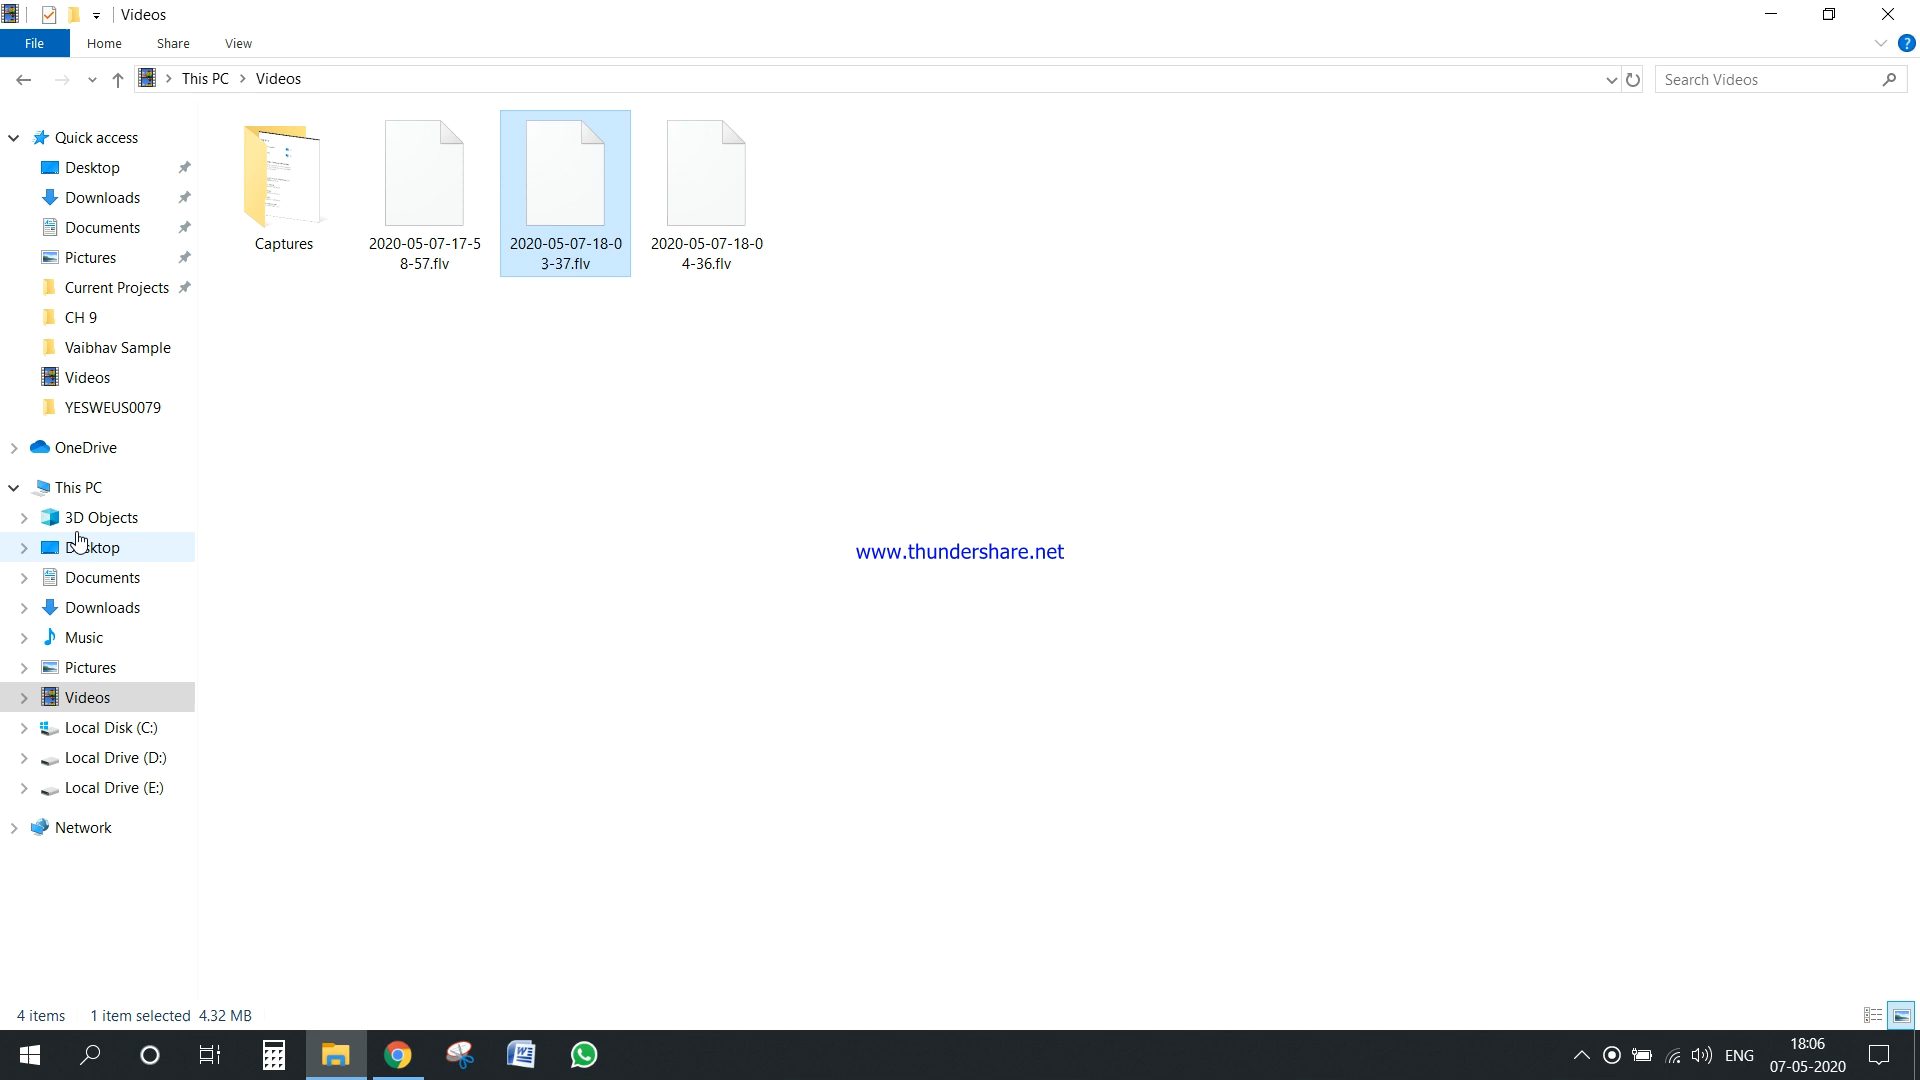 Videos
File Home Share View
This PC > Videos
Search Videos
Quick access
Desktop
Downloads
Documents
Pictures
Current Projects
CH 9
Vaibhav Sample
Videos
YESWEUS0079
OneDrive
This PC
3D Objects
Desktop
Documents
Downloads
Music
Pictures
Videos
Local Disk (C:)
Local Drive (D:)
Local Drive (E:)
Network
Captures
2020-05-07-17-5
8-57.flv
2020-05-07-18-0
3-37.flv
2020-05-07-18-0
4-36.flv
www.thundershare.net
4 items 1 item selected 4.32 MB
ENG
18:06
07-05-2020